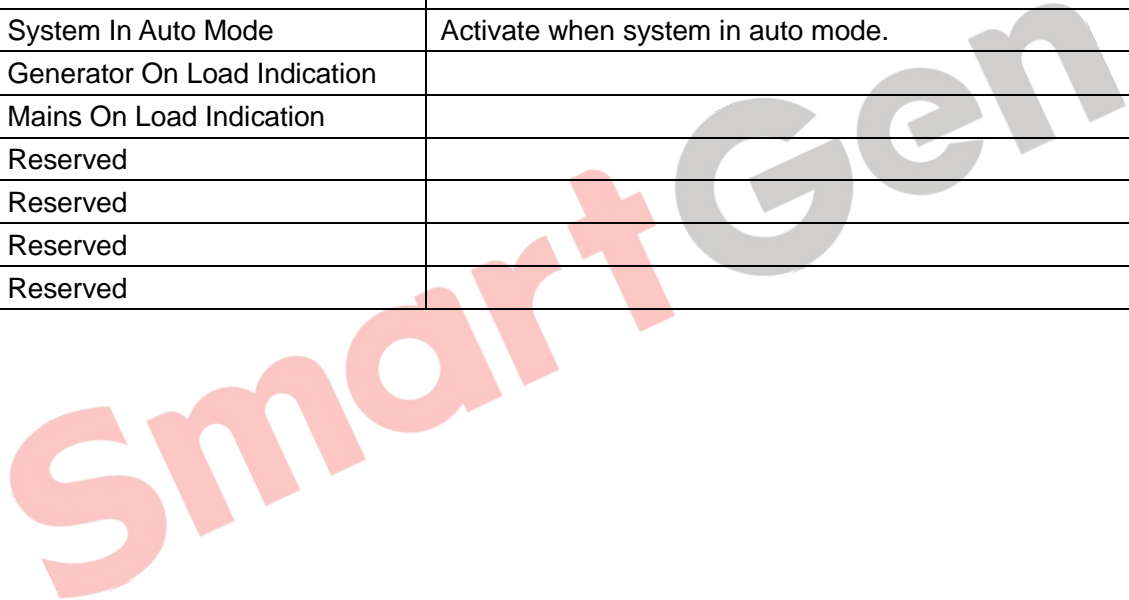 System In Auto Mode Activate when system in auto mode.
Generator On Load Indication
Mains On Load Indication
Reserved
Reserved
Reserved
Reserved
SmartGen